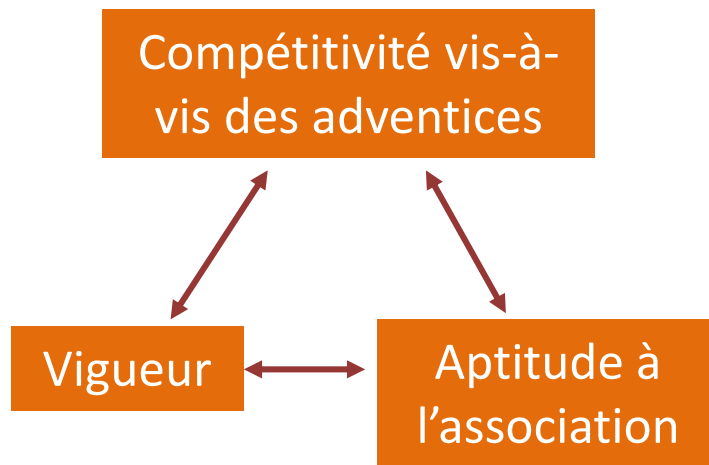 Compétitivité vis-à-
vis des adventices
Vigueur
Aptitude à
l’association